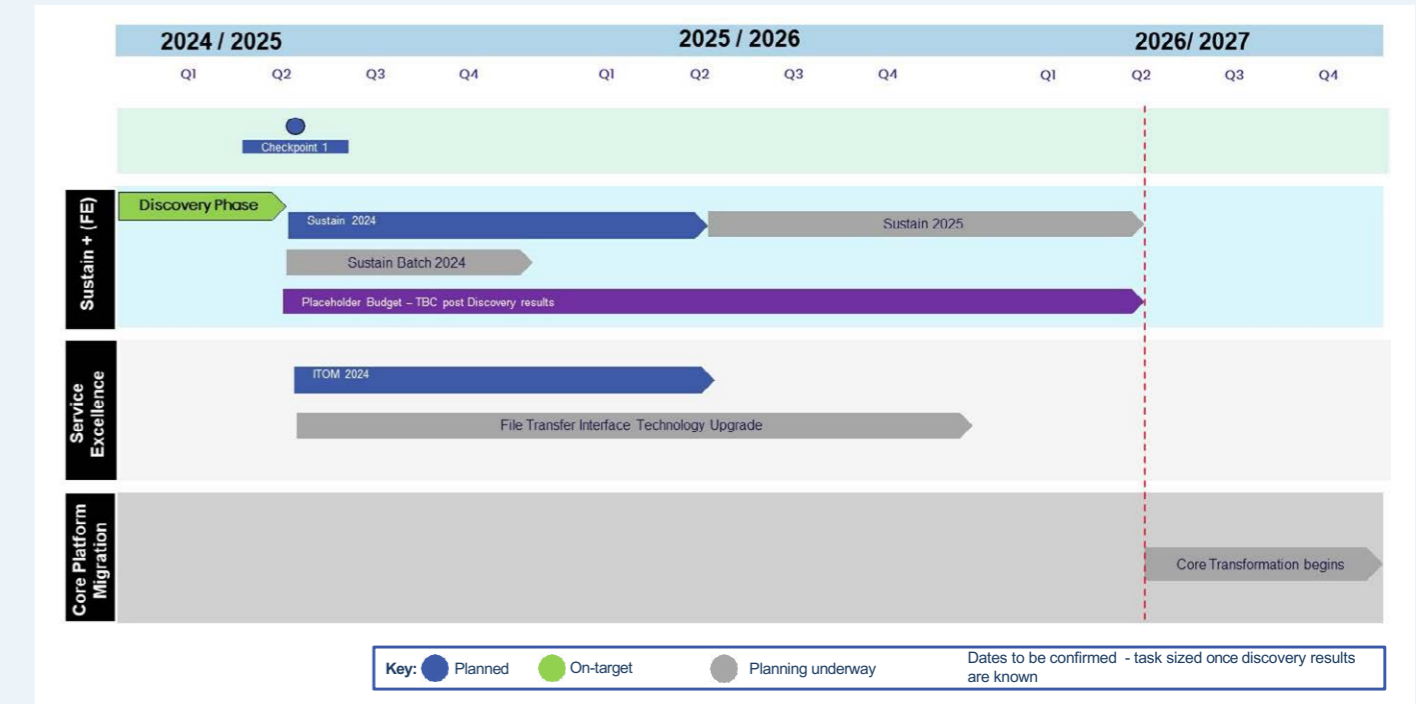 2024 / 2025
2025 / 2026
2026/ 2027
Q1 Q2 Q3 Q4 Q1 Q2 Q3 Q4 Q1 Q2 Q3 Q4
Checkpoint 1
Sustain + (FE)
Discovery Phase
Sustain 2024
Sustain 2025
Sustain Batch 2024
Placeholder Budget – TBC post Discovery results
Service
Excellence
ITOM 2024
File Transfer Interface Technology Upgrade
Core Platform
Migration
Core Transformation begins
Key: Planned On-target Planning underway
Dates to be confirmed - task sized once discovery results
are known